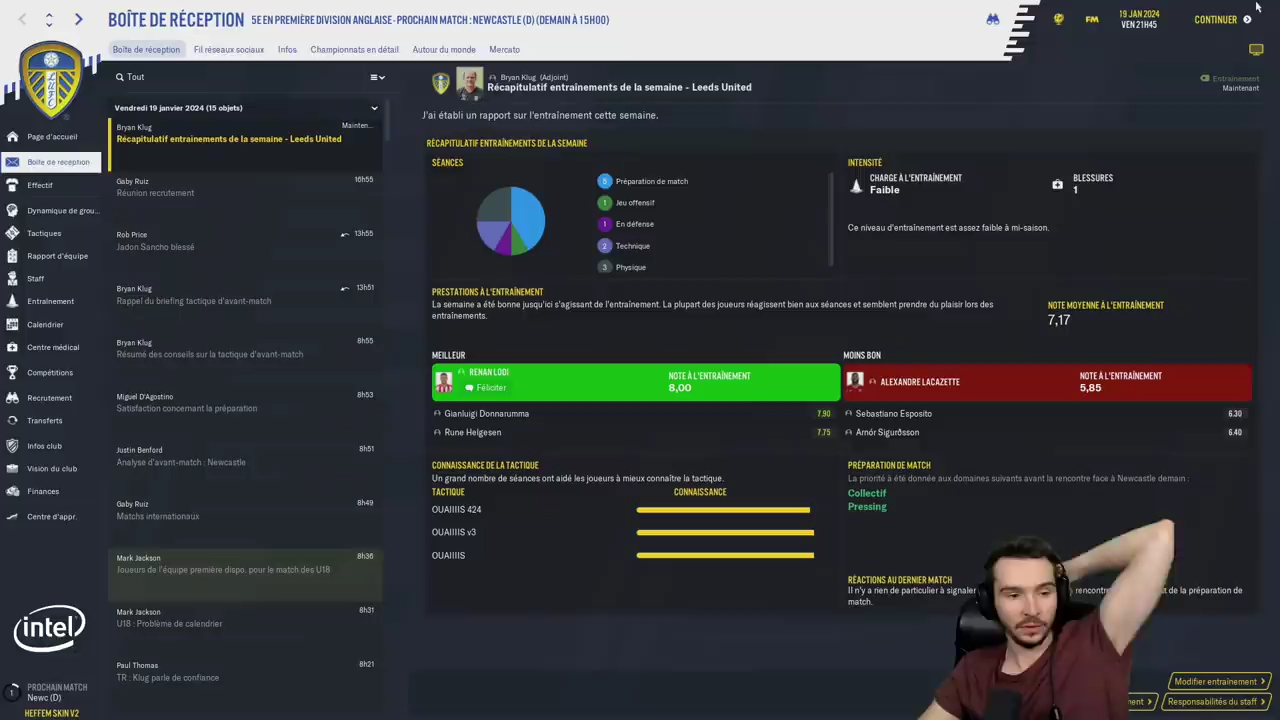 BOÎTE DE RÉCEPTION
5E EN PREMIÈRE DIVISION ANGLAISE - PROCHAIN MATCH : NEWCASTLE (D) (DEMAIN À 15H00)
FM
19 JAN 2024
VEN 21H45
CONTINUER
Boîte de réception
Fil réseaux sociaux
Infos
Championnats en détail
Autour du monde
Mercato
Page d'accueil
Boîte de réception
Effectif
Dynamique de grou...
Tactiques
Rapport d'équipe
Staff
Entraînement
Calendrier
Centre médical
Compétitions
Recrutement
Transferts
Infos club
Vision du club
Finances
Centre d'appr.
intel
1
PROCHAIN MATCH
Newc (D)
HEFFEM SKIN V2
Tout
Vendredi 19 janvier 2024 (15 objets)
Bryan Klug
Mainten...
Récapitulatif entraînements de la semaine - Leeds United
Gaby Ruiz
16h55
Réunion recrutement
Rob Price
13h55
Jadon Sancho blessé
Bryan Klug
13h51
Rappel du briefing tactique d'avant-match
Bryan Klug
8h55
Résumé des conseils sur la tactique d'avant-match
Miguel D'Agostino
8h53
Satisfaction concernant la préparation
Justin Benford
8h51
Analyse d'avant-match : Newcastle
Gaby Ruiz
8h49
Matchs internationaux
Mark Jackson
8h36
Joueurs de l'équipe première dispo. pour le match des U18
Mark Jackson
8h31
U18 : Problème de calendrier
Paul Thomas
8h21
TR : Klug parle de confiance
Bryan Klug (Adjoint)
Récapitulatif entraînements de la semaine - Leeds United
Entraînement
Maintenant
J'ai établi un rapport sur l'entraînement cette semaine.
RÉCAPITULATIF ENTRAÎNEMENTS DE LA SEMAINE
SÉANCES
Préparation de match
1 Jeu offensif
1 En défense
2 Technique
3 Physique
INTENSITÉ
CHARGE À L'ENTRAÎNEMENT
Faible
BLESSURES
1
Ce niveau d'entraînement est assez faible à mi-saison.
PRESTATIONS À L'ENTRAÎNEMENT
La semaine a été bonne jusqu'ici s'agissant de l'entraînement. La plupart des joueurs réagissent bien aux séances et semblent prendre du plaisir lors des
entraînements.
NOTE MOYENNE À L'ENTRAÎNEMENT
7,17
MEILLEUR
RENAN LODI
Féliciter
NOTE À L'ENTRAÎNEMENT
8,00
Gianluigi Donnarumma
7.90
Rune Helgesen
7.75
MOINS BON
ALEXANDRE LACAZETTE
NOTE À L'ENTRAÎNEMENT
5,85
Sebastiano Esposito
6.30
Arnór Sigurðsson
6.40
CONNAISSANCE DE LA TACTIQUE
Un grand nombre de séances ont aidé les joueurs à mieux connaître la tactique.
TACTIQUE
CONNAISSANCE
OUAIIIIS 424
OUAIIIIS v3
OUAIIIIS
PRÉPARATION DE MATCH
La priorité à été donnée aux domaines suivants avant la rencontre face à Newcastle demain :
Collectif
Pressing
RÉACTIONS AU DERNIER MATCH
Il n'y a rien de particulier à signaler
rencontre
t de la préparation de
match.
Modifier entraînement
ment
Responsabilités du staff